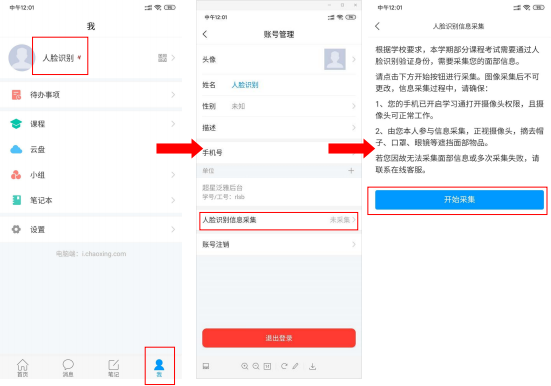 中午12:01
我
人脸识别
待办事项
课程
云盘
小组
笔记本
设置
电脑端：i.chaoxing.com
首页
消息
笔记
我
中午12:01
账号管理
头像
姓名
人脸识别
性别
未知
描述
手机号
单位
超星泛雅后台
学号/工号：
人脸识别信息采集
未采集
账号注销
退出登录
中午12:01
人脸识别信息采集
根据学校要求，本学期部分课程考试需要通过人
脸识别验证身份，需要采集您的面部信息。
请点击下方开始按钮进行采集。图像采集后不可
更改，信息采集过程中，请确保：
1、您的手机已开启学习通打开摄像头权限，且摄
像头可正常工作。
2、由您本人参与信息采集，正视摄像头，摘去帽
子、口罩、眼镜等遮挡面部物品。
若您因故无法采集面部信息或多次采集失败，请
联系在线客服。
开始采集